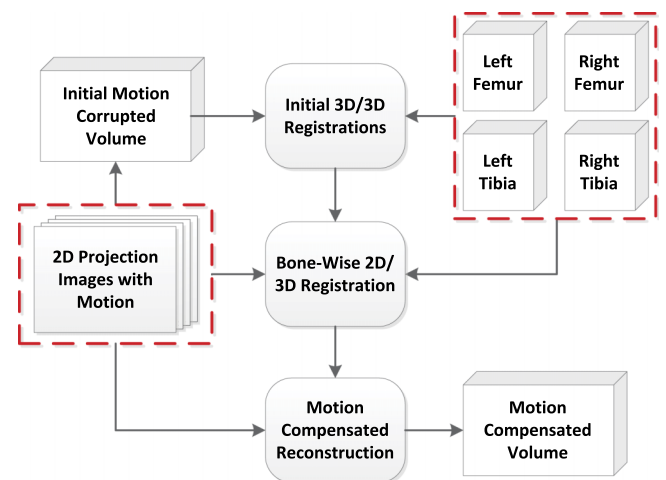 Initial Motion
Corrupted
Volume
Initial 3D/3D
Registrations
Left
Femur
Right
Femur
Left
Tibia
Right
Tibia
2D Projection
Images with
Motion
Bone-Wise 2D/
3D Registration
Motion
Compensated
Reconstruction
Motion
Compensated
Volume